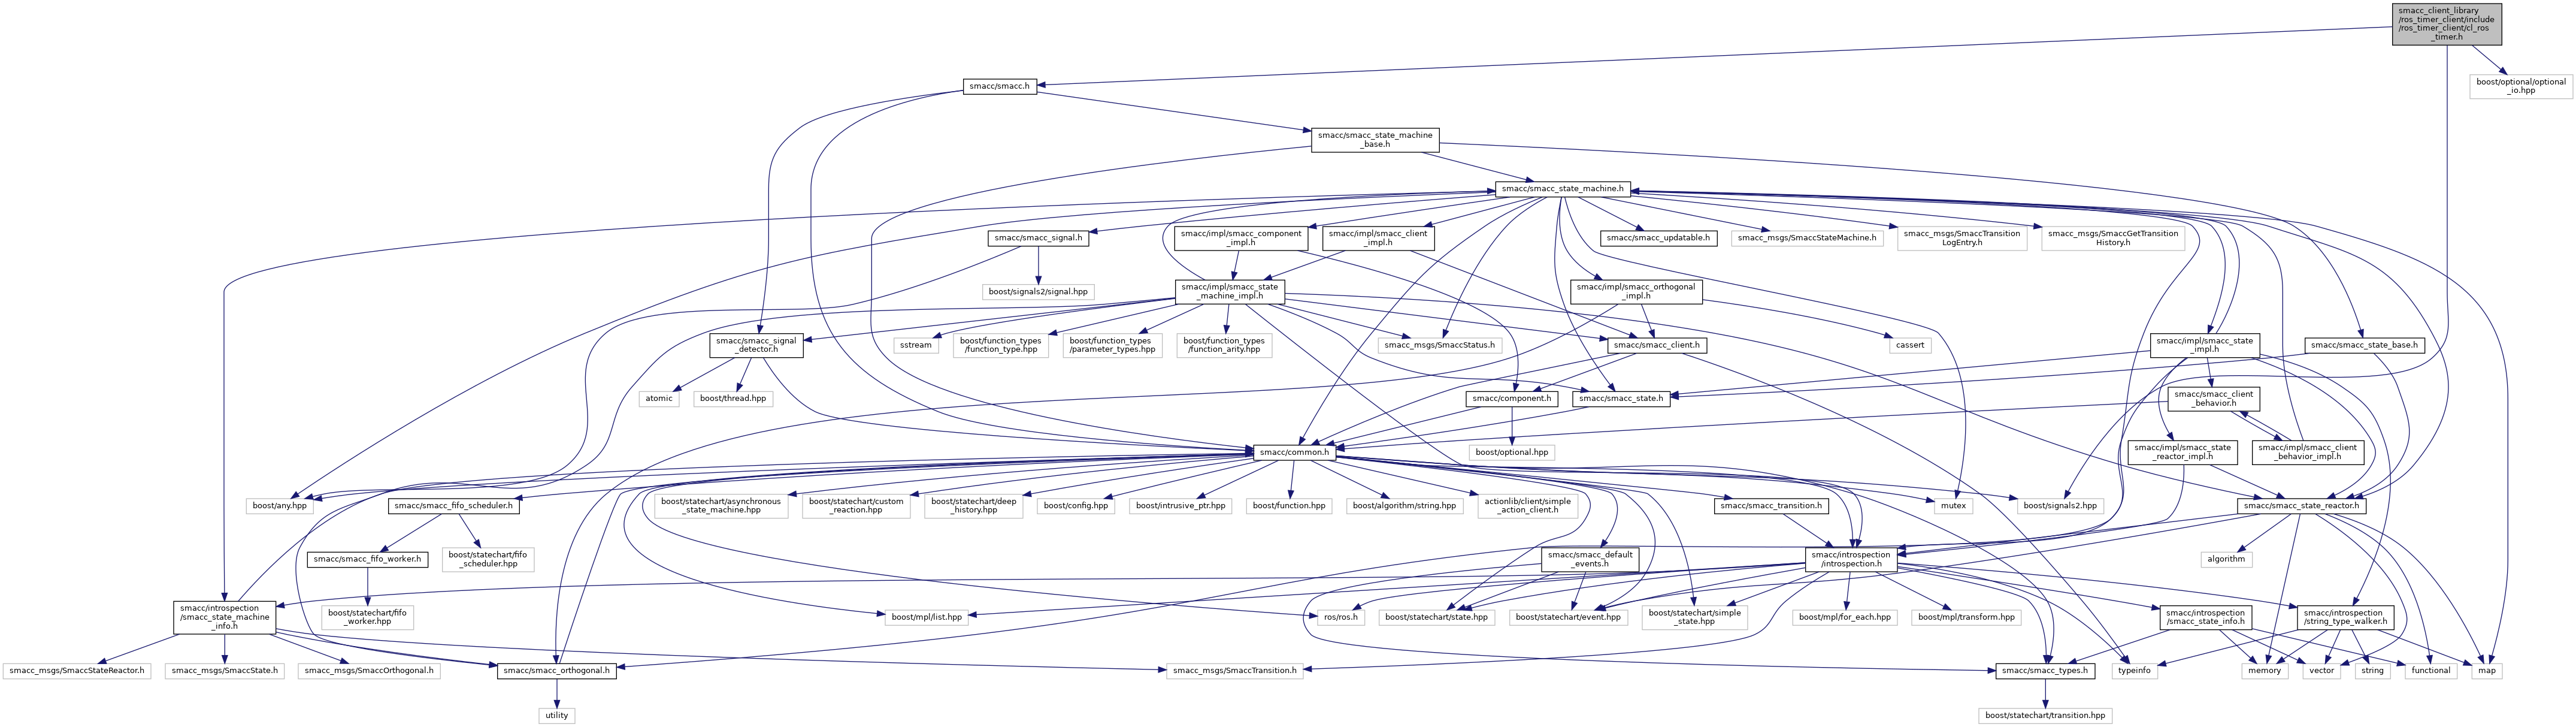 smacc_client_library
/ros_timer_client/include
/ros_timer_client/cl_ros
_timer.h
smacc/smacc.h
boost/optional/optional
_io.hpp
smacc/smacc_state_machine
_base.h
smacc/smacc_state_machine.h
smacc/smacc_signal.h
smacc/impl/smacc_component
_impl.h
smacc/impl/smacc_client
_impl.h
smacc/smacc_updatable.h
smacc_msgs/SmaccStateMachine.h
smacc_msgs/SmaccTransition
LogEntry.h
smacc_msgs/SmaccGetTransition
History.h
boost/signals2/signal.hpp
smacc/impl/smacc_state
_machine_impl.h
smacc/impl/smacc_orthogonal
_impl.h
smacc/smacc_signal
_detector.h
sstream
boost/function_types
/function_type.hpp
boost/function_types
/parameter_types.hpp
boost/function_types
/function_arity.hpp
smacc_msgs/SmaccStatus.h
smacc/smacc_client.h
cassert
smacc/impl/smacc_state
_impl.h
smacc/smacc_state_base.h
atomic
boost/thread.hpp
smacc/component.h
smacc/smacc_state.h
smacc/smacc_client
_behavior.h
smacc/common.h
boost/optional.hpp
smacc/impl/smacc_state
_reactor_impl.h
smacc/impl/smacc_client
_behavior_impl.h
boost/any.hpp
smacc/smacc_fifo_scheduler.h
boost/statechart/asynchronous
_state_machine.hpp
boost/statechart/custom
_reaction.hpp
boost/statechart/deep
_history.hpp
boost/config.hpp
boost/intrusive_ptr.hpp
boost/function.hpp
boost/algorithm/string.hpp
actionlib/client/simple
_action_client.h
smacc/smacc_transition.h
mutex
boost/signals2.hpp
smacc/smacc_state_reactor.h
smacc/smacc_fifo_worker.h
boost/statechart/fifo
_scheduler.hpp
smacc/smacc_default
_events.h
smacc/introspection
/introspection.h
algorithm
smacc/introspection
/smacc_state_machine
_info.h
boost/statechart/fifo
_worker.hpp
boost/mpl/list.hpp
ros/ros.h
boost/statechart/state.hpp
boost/statechart/event.hpp
boost/statechart/simple
_state.hpp
boost/mpl/for_each.hpp
boost/mpl/transform.hpp
smacc/introspection
/smacc_state_info.h
smacc/introspection
/string_type_walker.h
smacc_msgs/SmaccStateReactor.h
smacc_msgs/SmaccState.h
smacc_msgs/SmaccOrthogonal.h
smacc/smacc_orthogonal.h
smacc_msgs/SmaccTransition.h
smacc/smacc_types.h
typeinfo
memory
vector
string
functional
map
utility
boost/statechart/transition.hpp